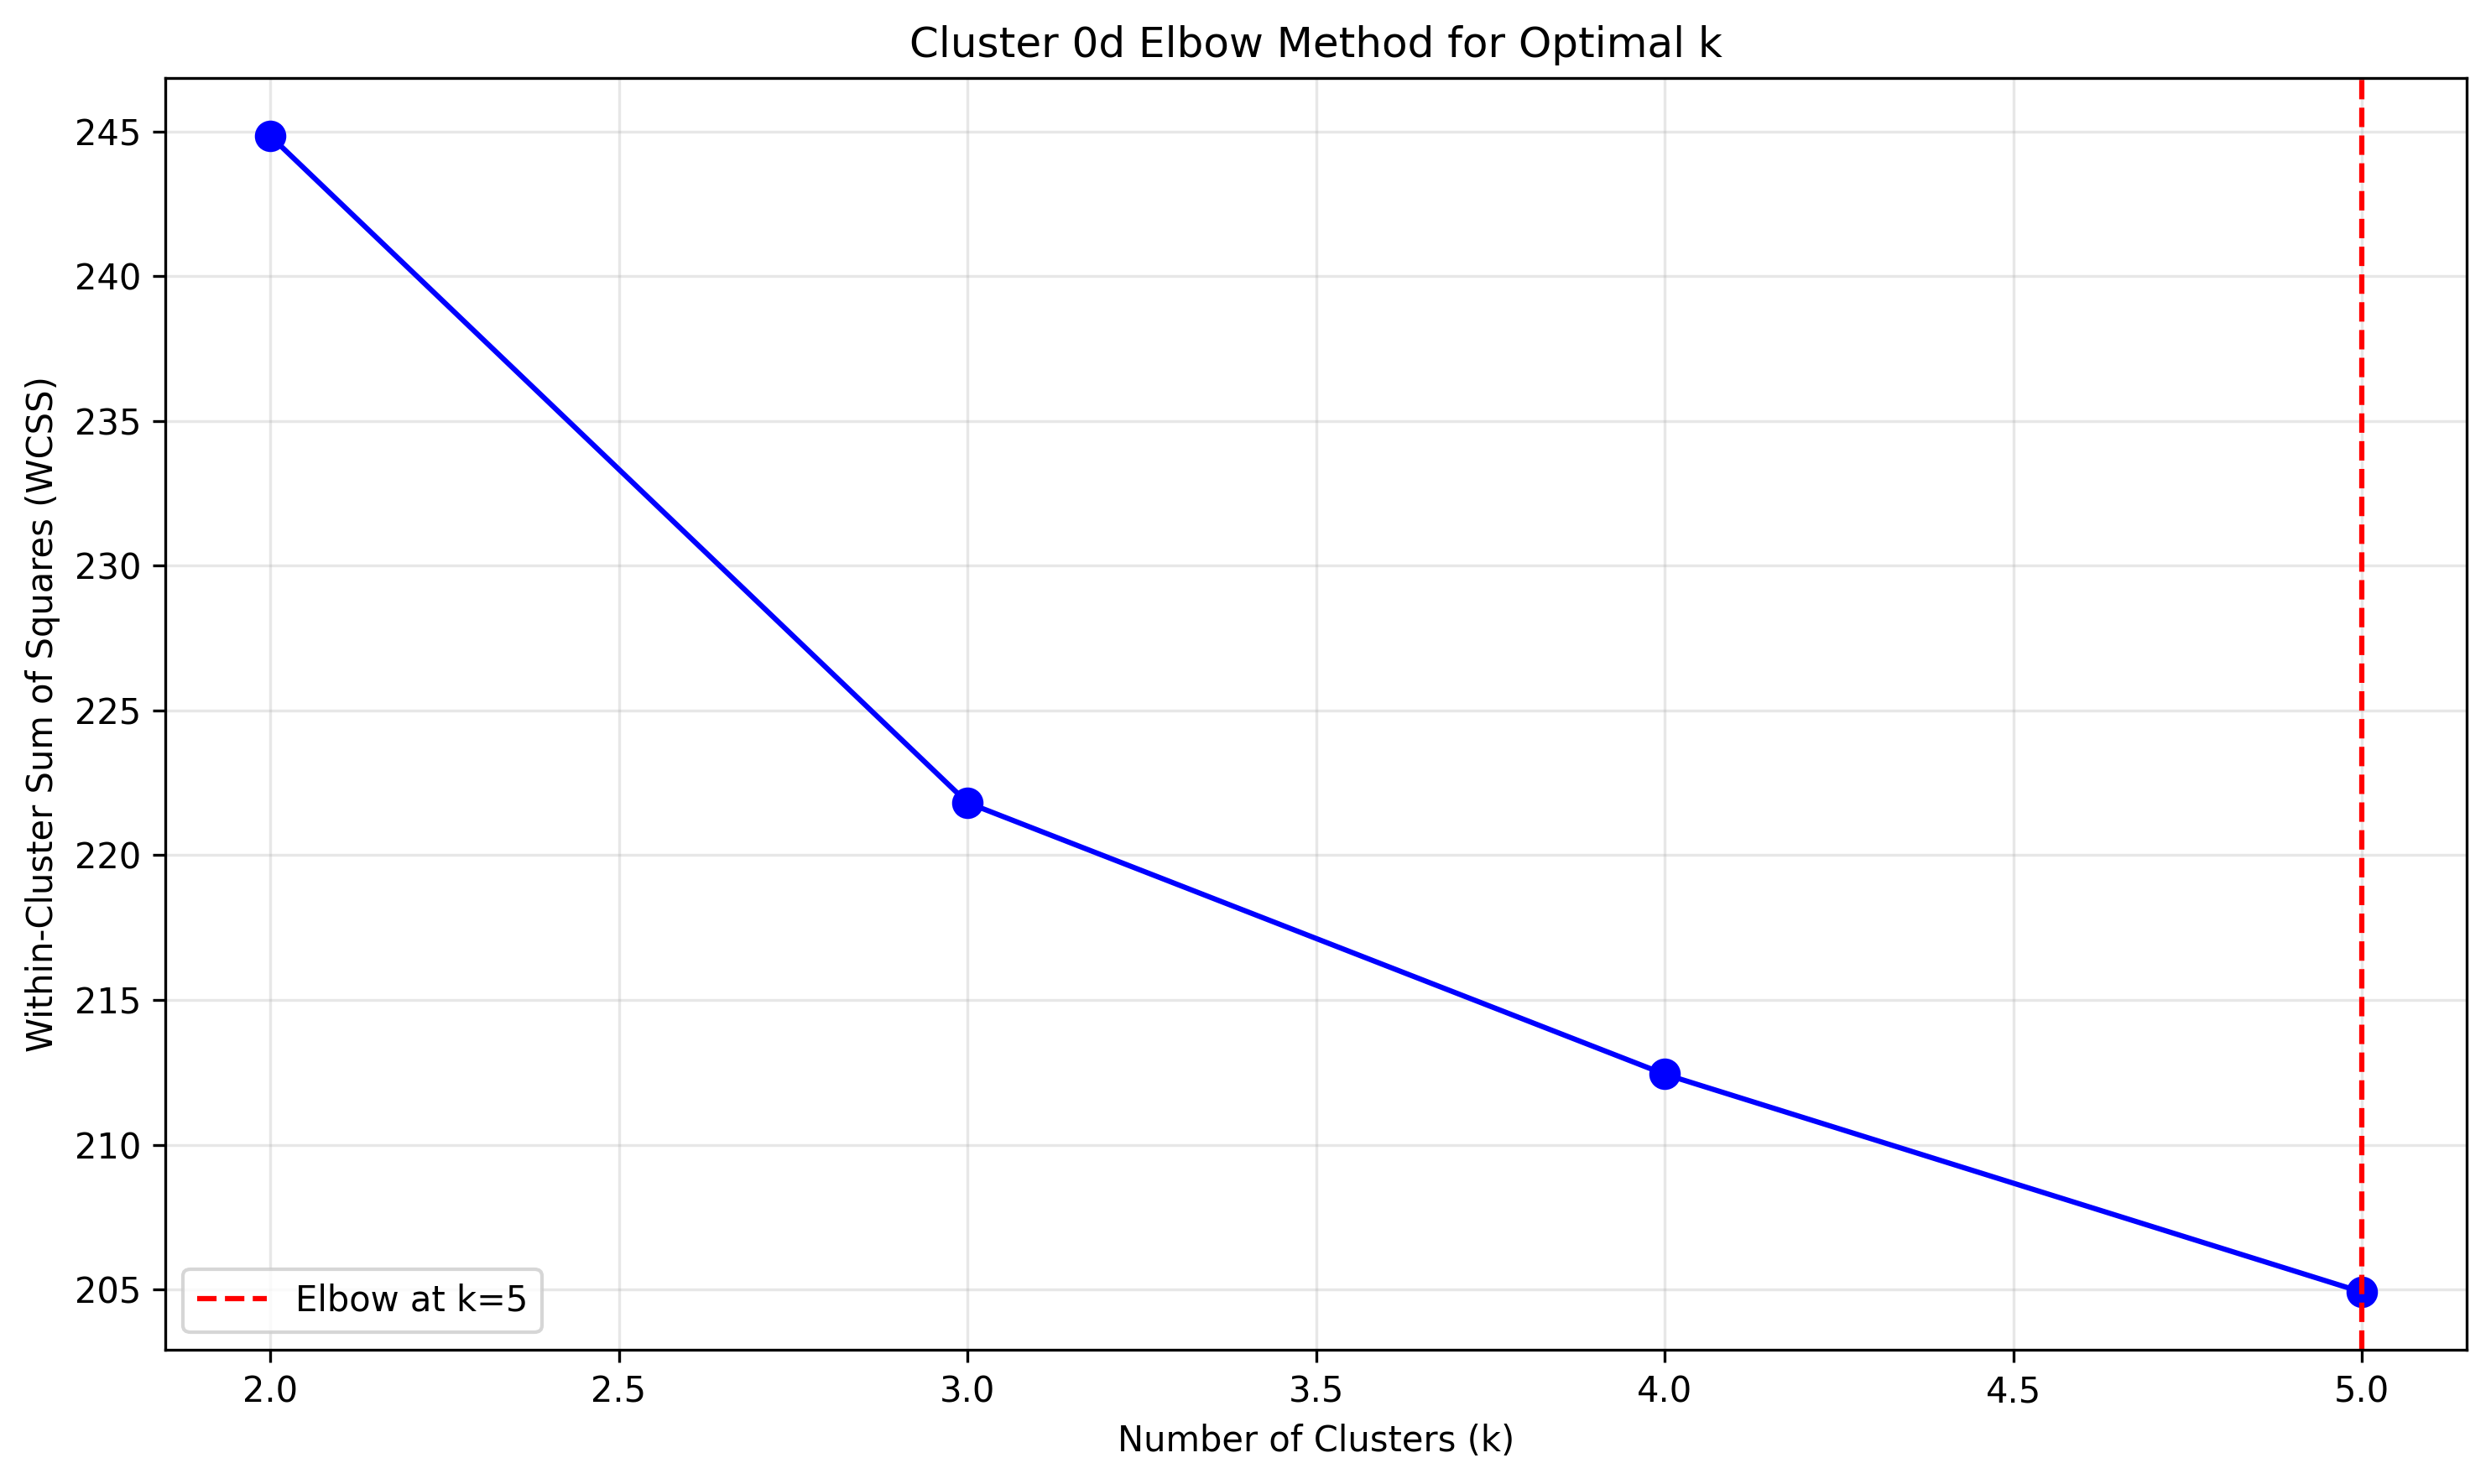 Cluster 0d Elbow Method for Optimal k
Within-Cluster Sum of Squares (WCSS)
245
240
235
230
225
220
215
210
205
Elbow at k=5
2.0 2.5 3.0 3.5 4.0 4.5 5.0
Number of Clusters (k)